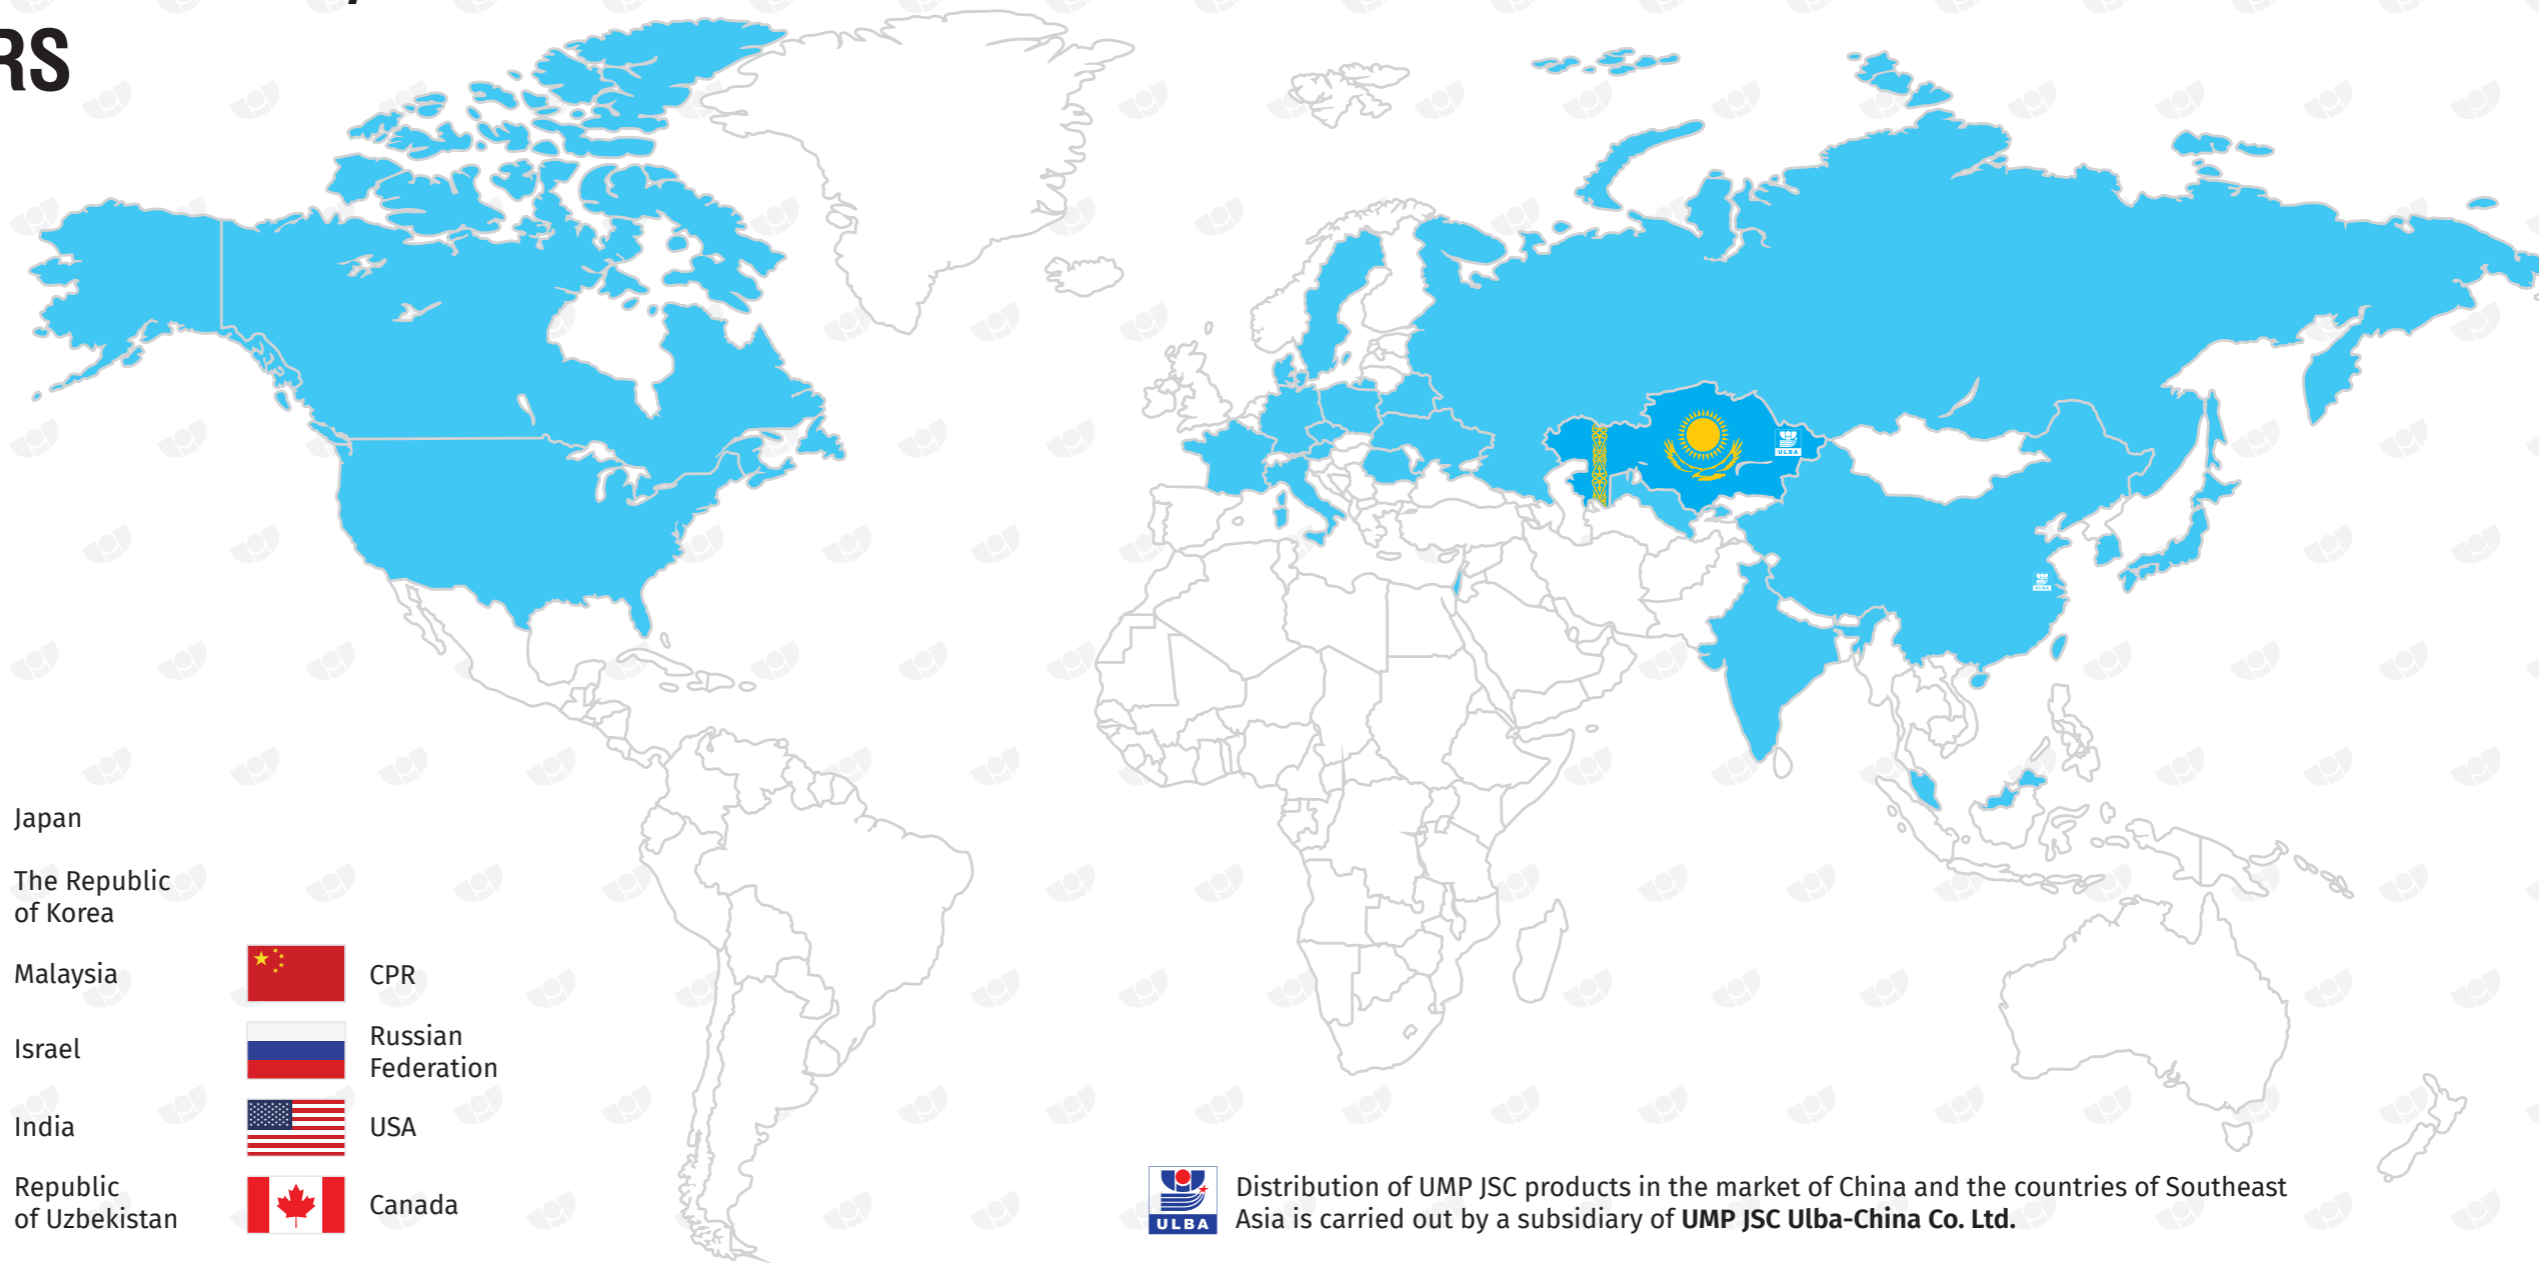 RS
Japan
The Republic
of Korea
Malaysia
Israel
India
Republic
of Uzbekistan
CPR
Russian
Federation
USA
Canada
ULBA
ULBA
ULBA
Distribution of UMP JSC products in the market of China and the countries of Southeast
Asia is carried out by a subsidiary of UMP JSC Ulba-China Co. Ltd.